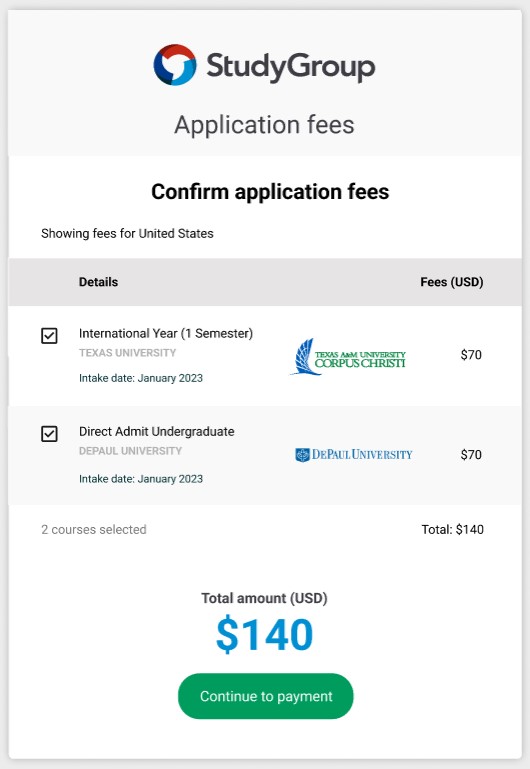 StudyGroup
Application fees
Confirm application fees
Showing fees for United States
Details Fees (USD)
International Year (1 Semester)
TEXAS UNIVERSITY
Intake date: January 2023
TEXAS A&M UNIVERSITY
CORPUS CHRISTI
$70
Direct Admit Undergraduate
DEPAUL UNIVERSITY
Intake date: January 2023
DEPAUL UNIVERSITY
$70
2 courses selected Total: $140
Total amount (USD)
$140
Continue to payment